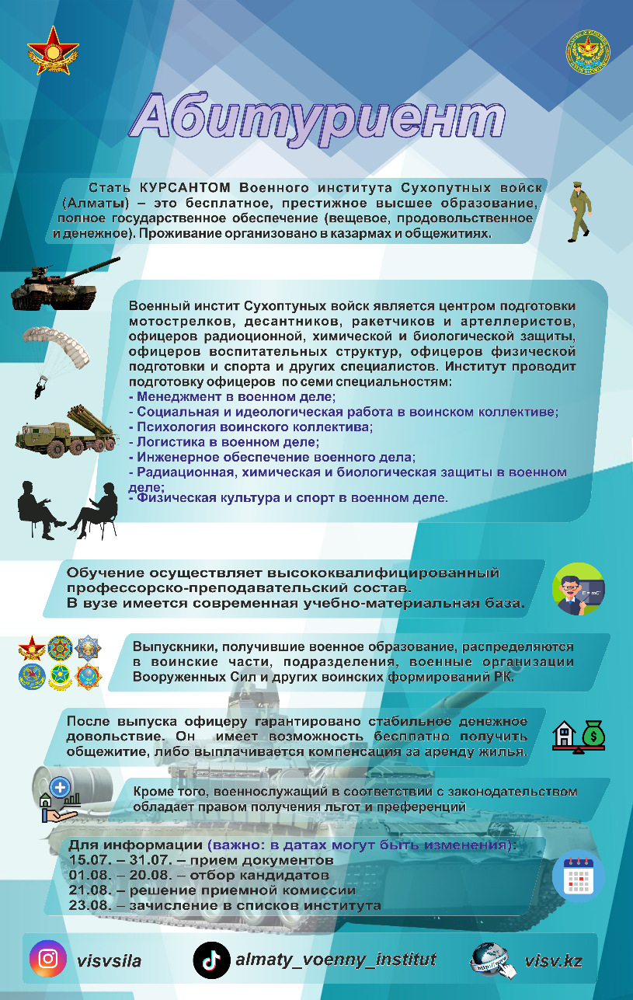 Абитуриент
Стать КУРСАНТОМ Военного института Сухопутных войск
(Алматы) – это бесплатное, престижное высшее образование,
полное государственное обеспечение (вещевое, продовольственное
и денежное). Проживание организовано в казармах и общежитиях.
Военный инстит Сухоптуных войск является центром подготовки
мотострелков, десантников, ракетчиков и артеллеристов,
офицеров радиоционной, химической и биологической защиты,
офицеров воспитательных структур, офицеров физической
подготовки и спорта и других специалистов. Институт проводит
подготовку офицеров по семи специальностям:
- Менеджмент в военном деле;
- Социальная и идеологическая работа в воинском коллективе;
- Психология воинского коллектива;
- Логистика в военном деле;
- Инженерное обеспечение военного дела;
- Радиационная, химическая и биологическая защиты в военном
деле;
- Физическая культура и спорт в военном деле.
Обучение осуществляет высококвалифицированный
профессорско-преподавательский состав.
В вузе имеется современная учебно-материальная база.
E = mC²
Выпускники, получившие военное образование, распределяются
в воинские части, подразделения, военные организации
Вооруженных Сил и других воинских формирований РК.
После выпуска офицеру гарантировано стабильное денежное
довольствие. Он имеет возможность бесплатно получить
общежитие, либо выплачивается компенсация за аренду жилья.
Кроме того, военнослужащий в соответствии с законодательством
обладает правом получения льгот и преференций
Для информации (важно: в датах могут быть изменения):
15.07. – 31.07. – прием документов
01.08. – 20.08. – отбор кандидатов
21.08. – решение приемной комиссии
23.08. – зачисление в списков института
visvsila
almaty_voenny_institut
http://www
visv.kz